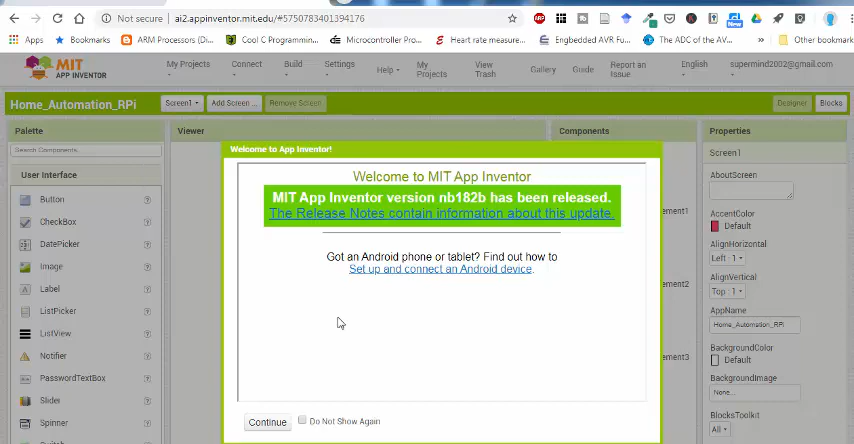 Not secure | ai2.appinventor.mit.edu/#5750783401394176
Apps Bookmarks ARM Processors (Di... Cool C Programmin... Microcontroller Pro... Heart rate measure... Engbedded AVR Fu... The ADC of the AV... » Other bookmark
MIT
APP INVENTOR
My Projects Connect Build Settings Help My Projects View Trash Gallery Guide Report an Issue English supermind2002@gmail.com
Home_Automation_RPi Screen1 Add Screen ... Remove Screen Designer Blocks
Palette Viewer Components Properties
Search Components...
User Interface
Button ?
CheckBox ?
DatePicker ?
Image ?
Label ?
ListPicker ?
ListView ?
Notifier ?
PasswordTextBox ?
Slider ?
Spinner ?
Welcome to App Inventor!
Welcome to MIT App Inventor
MIT App Inventor version nb182b has been released.
The Release Notes contain information about this update.
Got an Android phone or tablet? Find out how to
Set up and connect an Android device.
Continue Do Not Show Again
ement1
ement2
ement3
Screen1
AboutScreen
AccentColor
Default
AlignHorizontal
Left : 1
AlignVertical
Top : 1
AppName
Home_Automation_RPi
BackgroundColor
Default
BackgroundImage
None...
BlocksToolkit
All